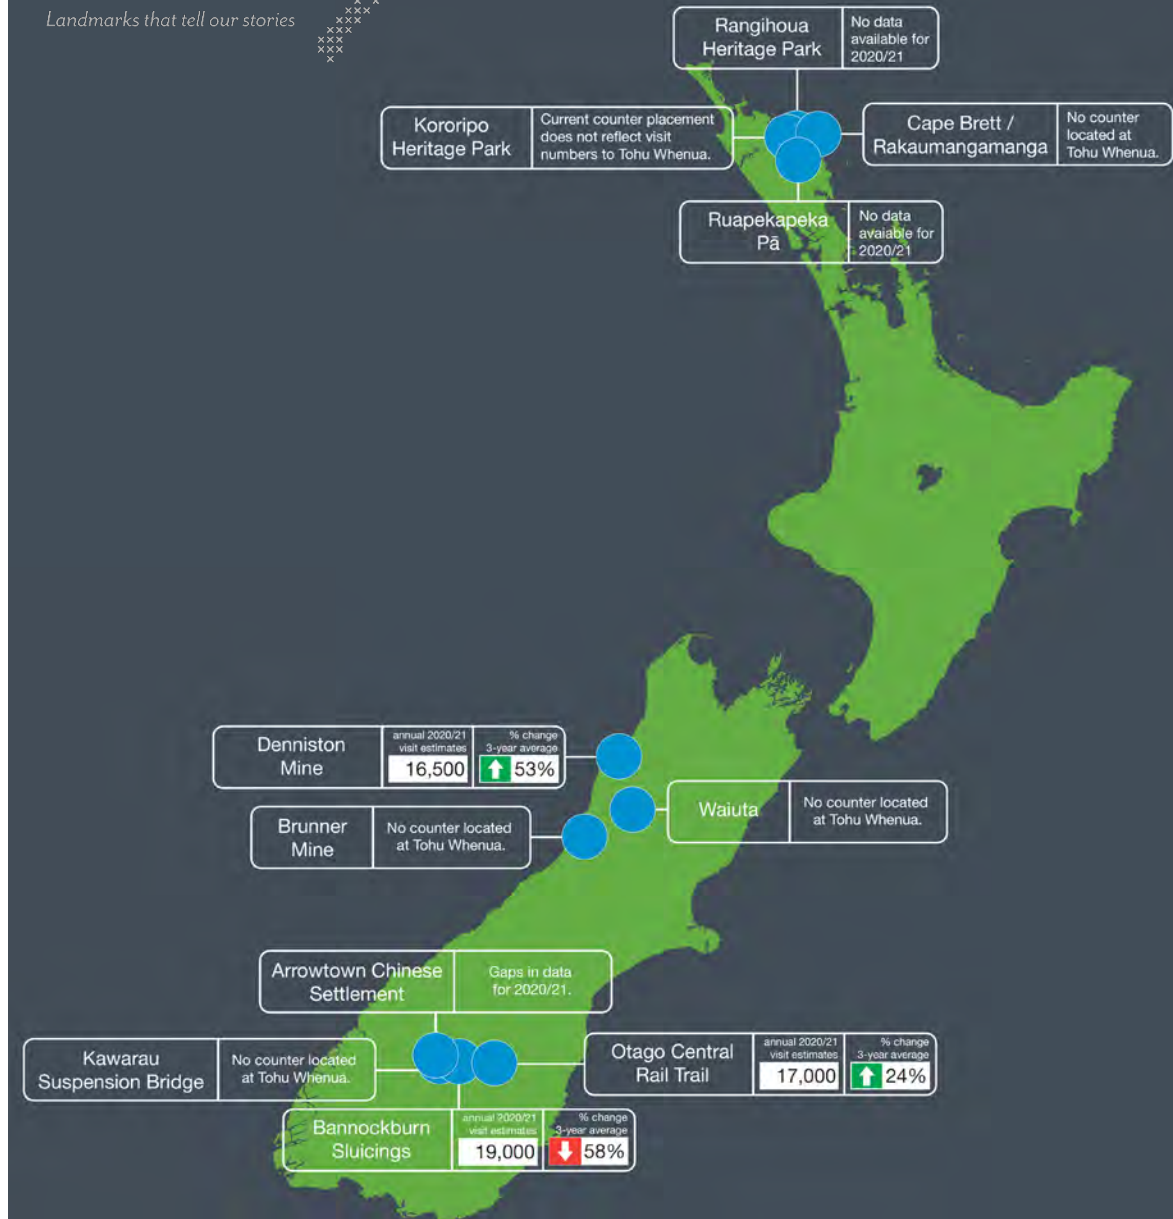 Landmarks that tell our stories
Rangihoua
Heritage Park
No data
available for
2020/21
Kororipo
Heritage Park
Current counter placement
does not reflect visit
numbers to Tohu Whenua.
Cape Brett /
Rakaumangamanga
No counter
located at
Tohu Whenua.
Ruapekapeka
Pā
No data
avaiable for
2020/21
Denniston
Mine
annual 2020/21
visit estimates
16,500
% change
3-year average
53%
Waiuta
No counter located
at Tohu Whenua.
Brunner
Mine
No counter located
at Tohu Whenua.
Arrowtown Chinese
Settlement
Gaps in data
for 2020/21.
Kawarau
Suspension Bridge
No counter located
at Tohu Whenua.
Otago Central
Rail Trail
annual 2020/21
visit estimates
17,000
% change
3-year average
24%
Bannockburn
Sluicings
annual 2020/21
visit estimates
19,000
% change
3-year average
58%